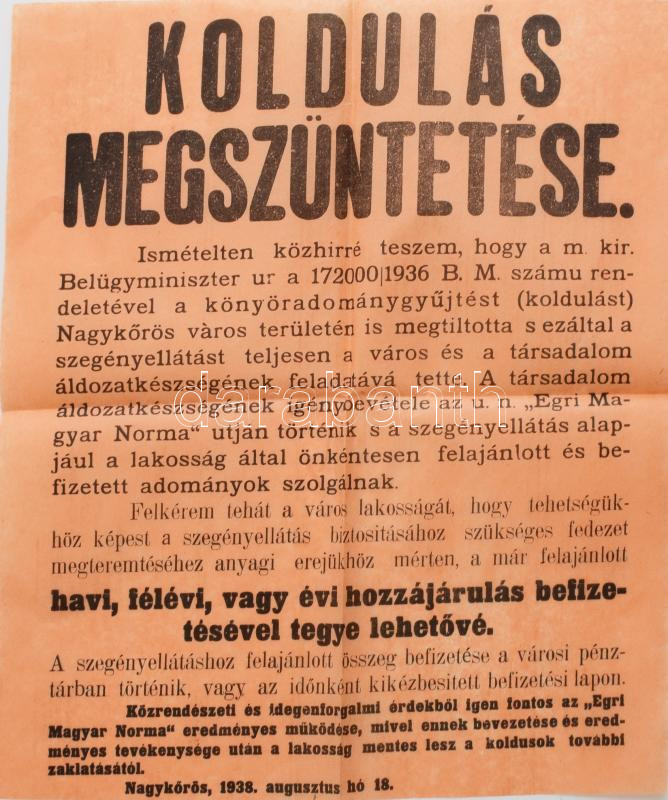 KOLDULÁS
MEGSZÜNTETÉSE.
Ismételten közhirré teszem, hogy a m. kir.
Belügyminiszter ur a 172000|1936 B. M. számu ren-
deletével a könyöradománygyűjtést (koldulást)
Nagykőrös vàros területén is megtiltotta s ezáltal a
szegényellátást teljesen a város és a társadalom
áldozatkészségének feladatává tette. A társadalom
áldozatkészségének igénybevétele az u. n. „Egri Ma-
gyar Norma“ utján történik s a szegényellátás alap-
jául a lakosság által önkéntesen felajánlott és be-
fizetett adományok szolgálnak.
Felkérem tehát a város lakosságát, hogy tehetségük-
höz képest a szegényellátás biztositásához szükséges fedezet
megteremtéséhez anyagi erejükhöz mérten, a már felajánlott
havi, félévi, vagy évi hozzájárulás befize-
tésével tegye lehetővé.
A szegényellátáshoz felajánlott összeg befizetése a városi pénz-
tárban történik, vagy az időnként kikézbesitett befizetési lapon.
Közrendészeti és idegenforgalmi érdekből igen fontos az „Egri
Magyar Norma“ eredményes müködése, mivel ennek bevezetése és ered-
ményes tevékenysége után a lakosság mentes lesz a koldusok további
zaklatásától.
Nagykőrös, 1938. augusztus hó 18.
darabanth